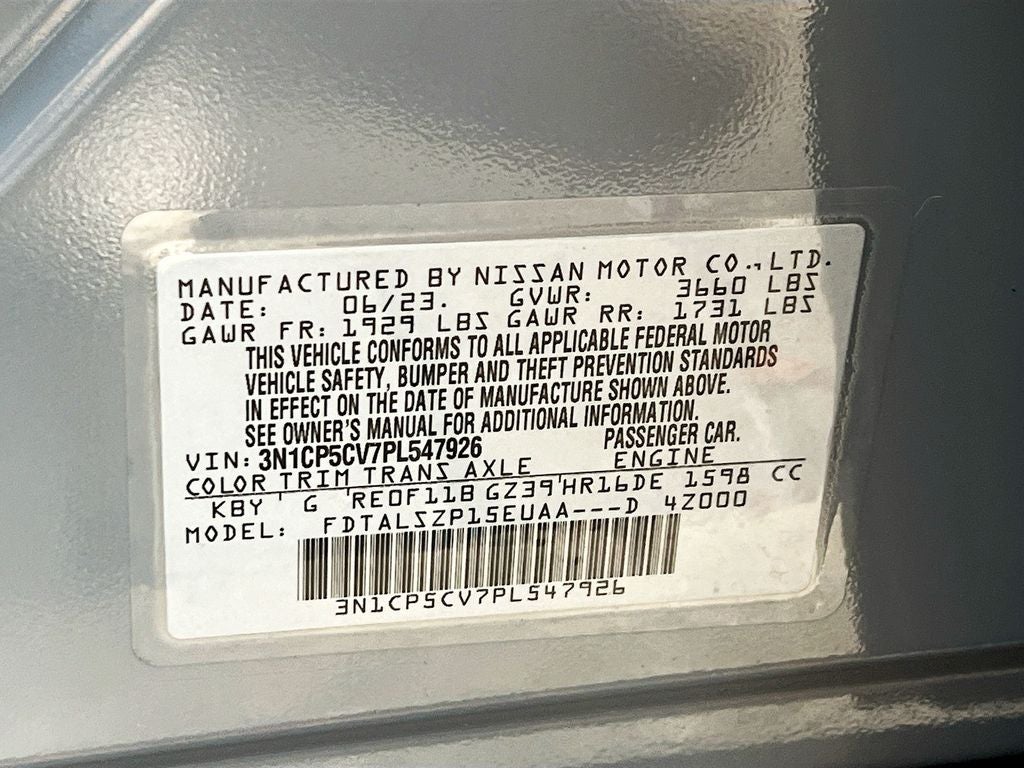 MANUFACTURED BY NISSAN MOTOR CO.,LTD.
DATE: 06/23. GVWR: 3660 LBS
GAWR FR: 1929 LBS GAWR RR: 1731 LBS
THIS VEHICLE CONFORMS TO ALL APPLICABLE FEDERAL MOTOR
VEHICLE SAFETY, BUMPER AND THEFT PREVENTION STANDARDS
IN EFFECT ON THE DATE OF MANUFACTURE SHOWN ABOVE.
SEE OWNER'S MANUAL FOR ADDITIONAL INFORMATION.
VIN: 3N1CP5CV7PL547926 PASSENGER CAR.
COLOR TRIM TRANS AXLE ENGINE
KBY ' G 'RE0F11B GZ39'HR16DE 1598 CC
MODEL: FDTALSZP15EUAA---D 4Z000
3N1CP5CV7PL547926